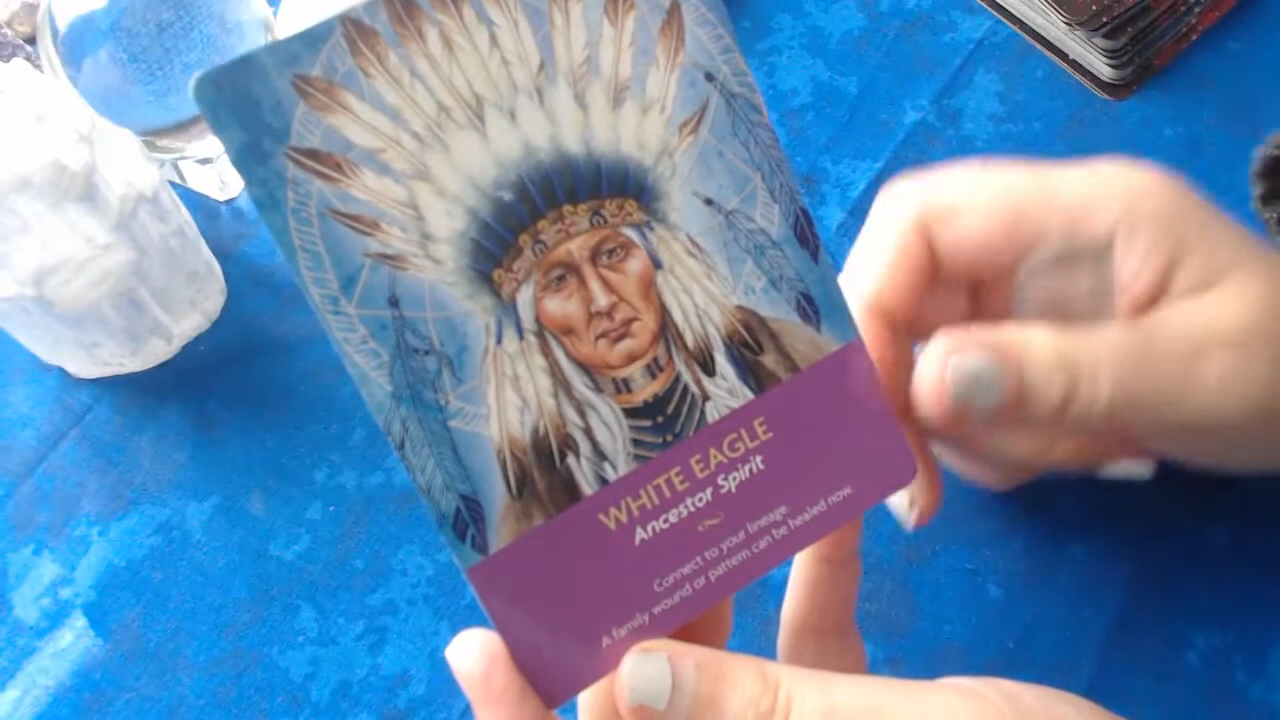 WHITE EAGLE
Ancestor Spirit
Connect to your lineage.
A family wound or pattern can be healed now.